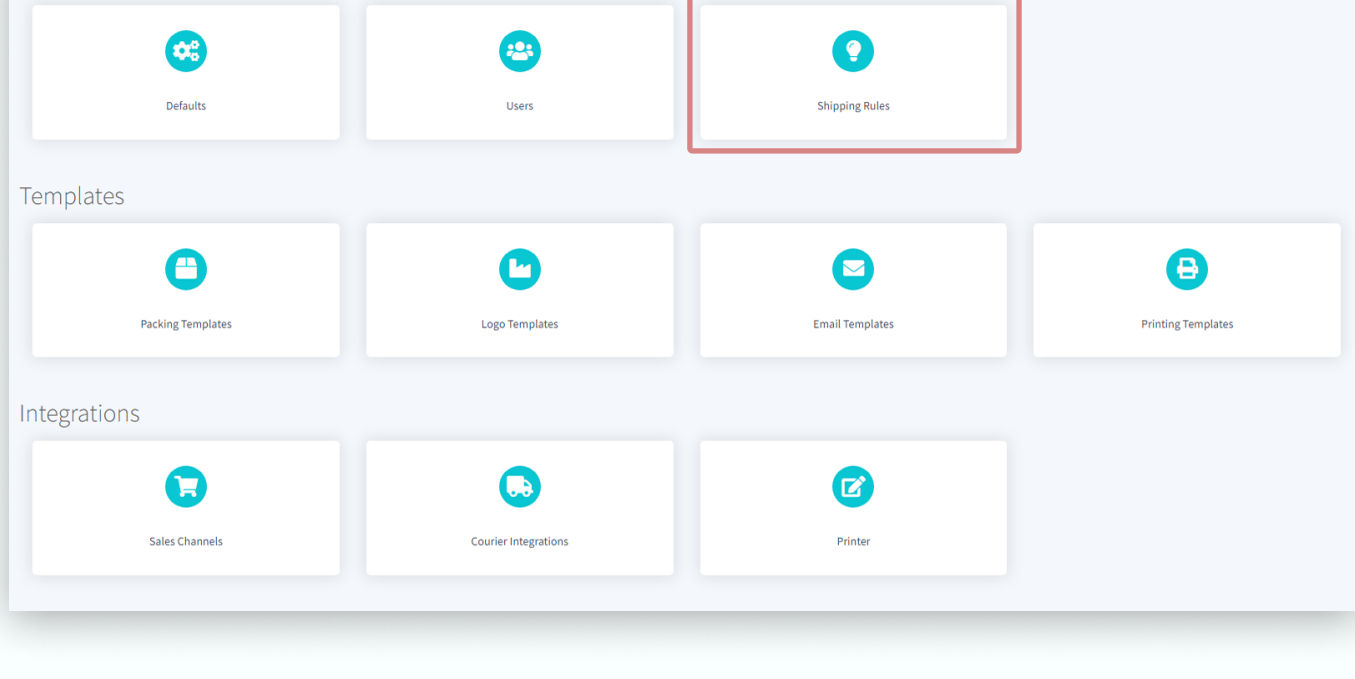 Defaults
Users
Shipping Rules
Templates
Packing Templates
Logo Templates
Email Templates
Printing Templates
Integrations
Sales Channels
Courier Integrations
Printer